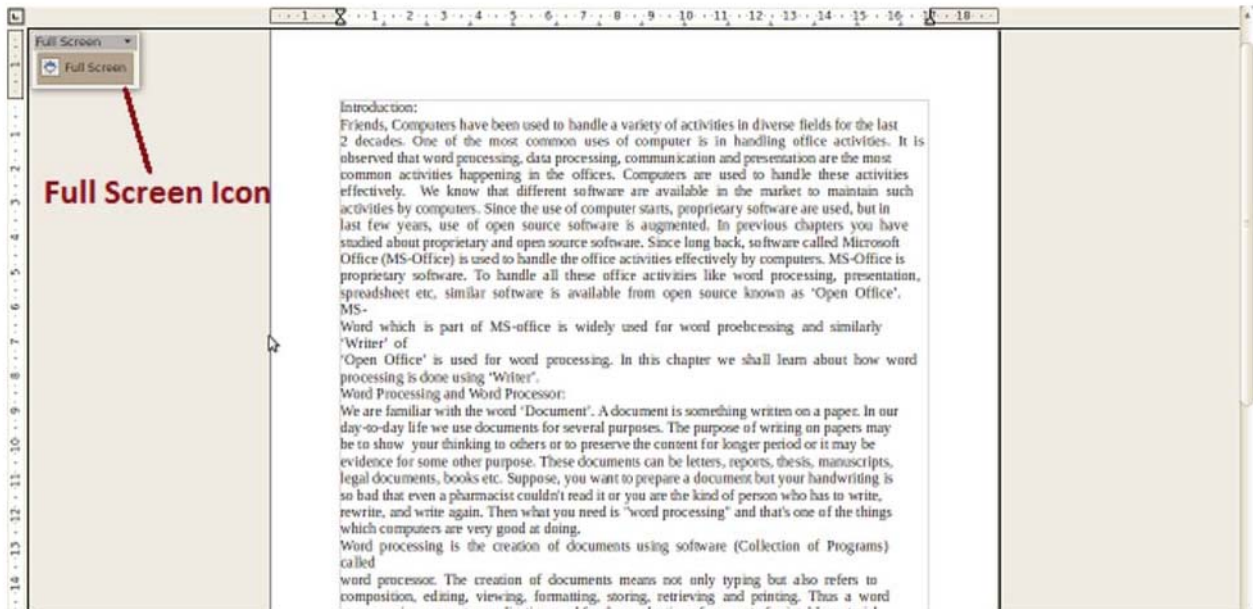 · · · 1 · · · 1 · · · 2 · · · 3 · · · 4 · · · 5 · · · 6 · · · 7 · · · 8 · · · 9 · · · 10 · · · 11 · · · 12 · · · 13 · · · 14 · · · 15 · · · 16 · · · 18 · · ·
Full Screen
Full Screen
Full Screen Icon
Introduction:
Friends, Computers have been used to handle a variety of activities in diverse fields for the last
2 decades. One of the most common uses of computer is in handling office activities. It is
observed that word processing, data processing, communication and presentation are the most
common activities happening in the offices. Computers are used to handle these activities
effectively. We know that different software are available in the market to maintain such
activities by computers. Since the use of computer starts, proprietary software are used, but in
last few years, use of open source software is augmented. In previous chapters you have
studied about proprietary and open source software. Since long back, software called Microsoft
Office (MS-Office) is used to handle the office activities effectively by computers. MS-Office is
proprietary software. To handle all these office activities like word processing, presentation,
spreadsheet etc, similar software is available from open source known as 'Open Office'.
MS-
Word which is part of MS-office is widely used for word proebcessing and similarly
'Writer' of
'Open Office' is used for word processing. In this chapter we shall learn about how word
processing is done using 'Writer'.
Word Processing and Word Processor:
We are familiar with the word 'Document'. A document is something written on a paper. In our
day-to-day life we use documents for several purposes. The purpose of writing on papers may
be to show your thinking to others or to preserve the content for longer period or it may be
evidence for some other purpose. These documents can be letters, reports, thesis, manuscripts,
legal documents, books etc. Suppose, you want to prepare a document but your handwriting is
so bad that even a pharmacist couldn't read it or you are the kind of person who has to write,
rewrite, and write again. Then what you need is "word processing" and that's one of the things
which computers are very good at doing.
Word processing is the creation of documents using software (Collection of Programs)
called
word processor. The creation of documents means not only typing but also refers to
composition, editing, viewing, formatting, storing, retrieving and printing. Thus a word